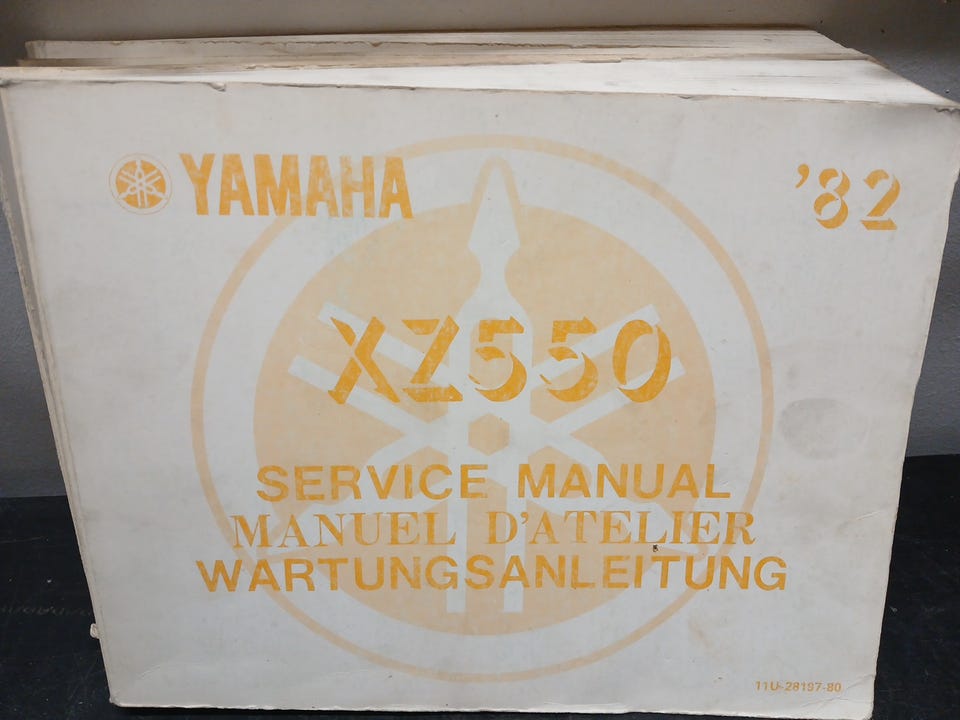 YAMAHA
'82
XZ550
SERVICE MANUAL
MANUEL D'ATELIER
WARTUNGSANLEITUNG
11U-28197-80